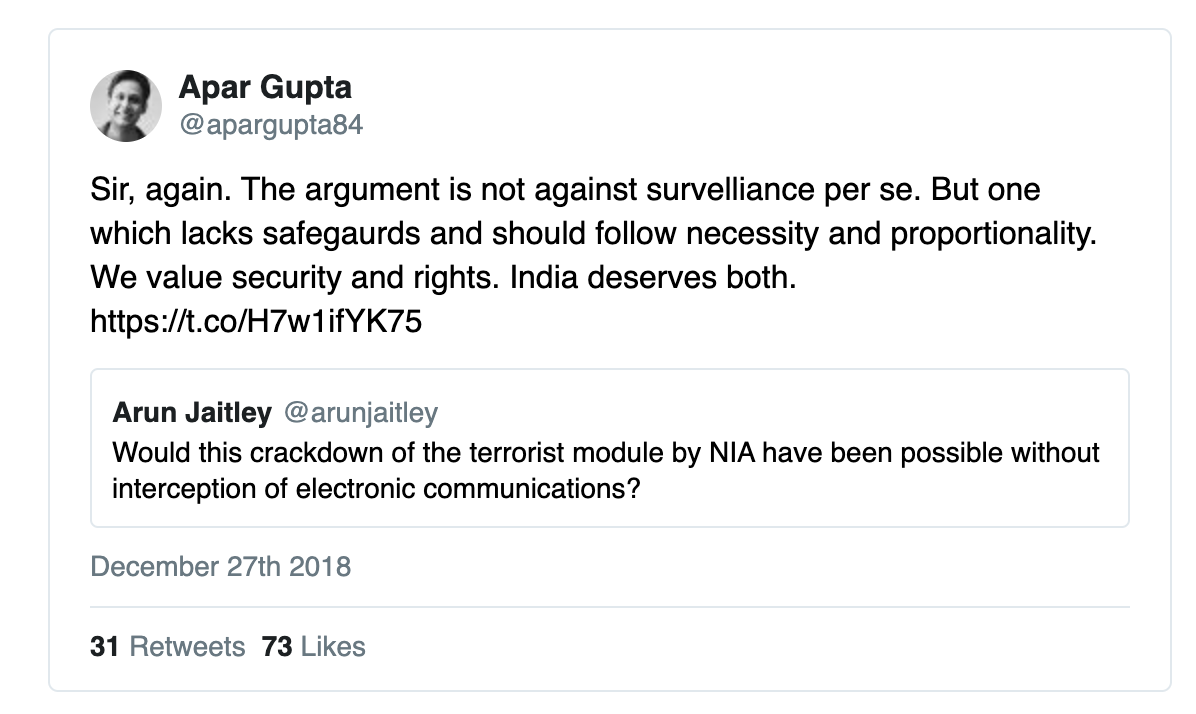 Apar Gupta
@apargupta84
Sir, again. The argument is not against survelliance per se. But one
which lacks safegaurds and should follow necessity and proportionality.
We value security and rights. India deserves both.
https://t.co/H7w1ifYK75
Arun Jaitley @arunjaitley
Would this crackdown of the terrorist module by NIA have been possible without
interception of electronic communications?
December 27th 2018
31 Retweets 73 Likes